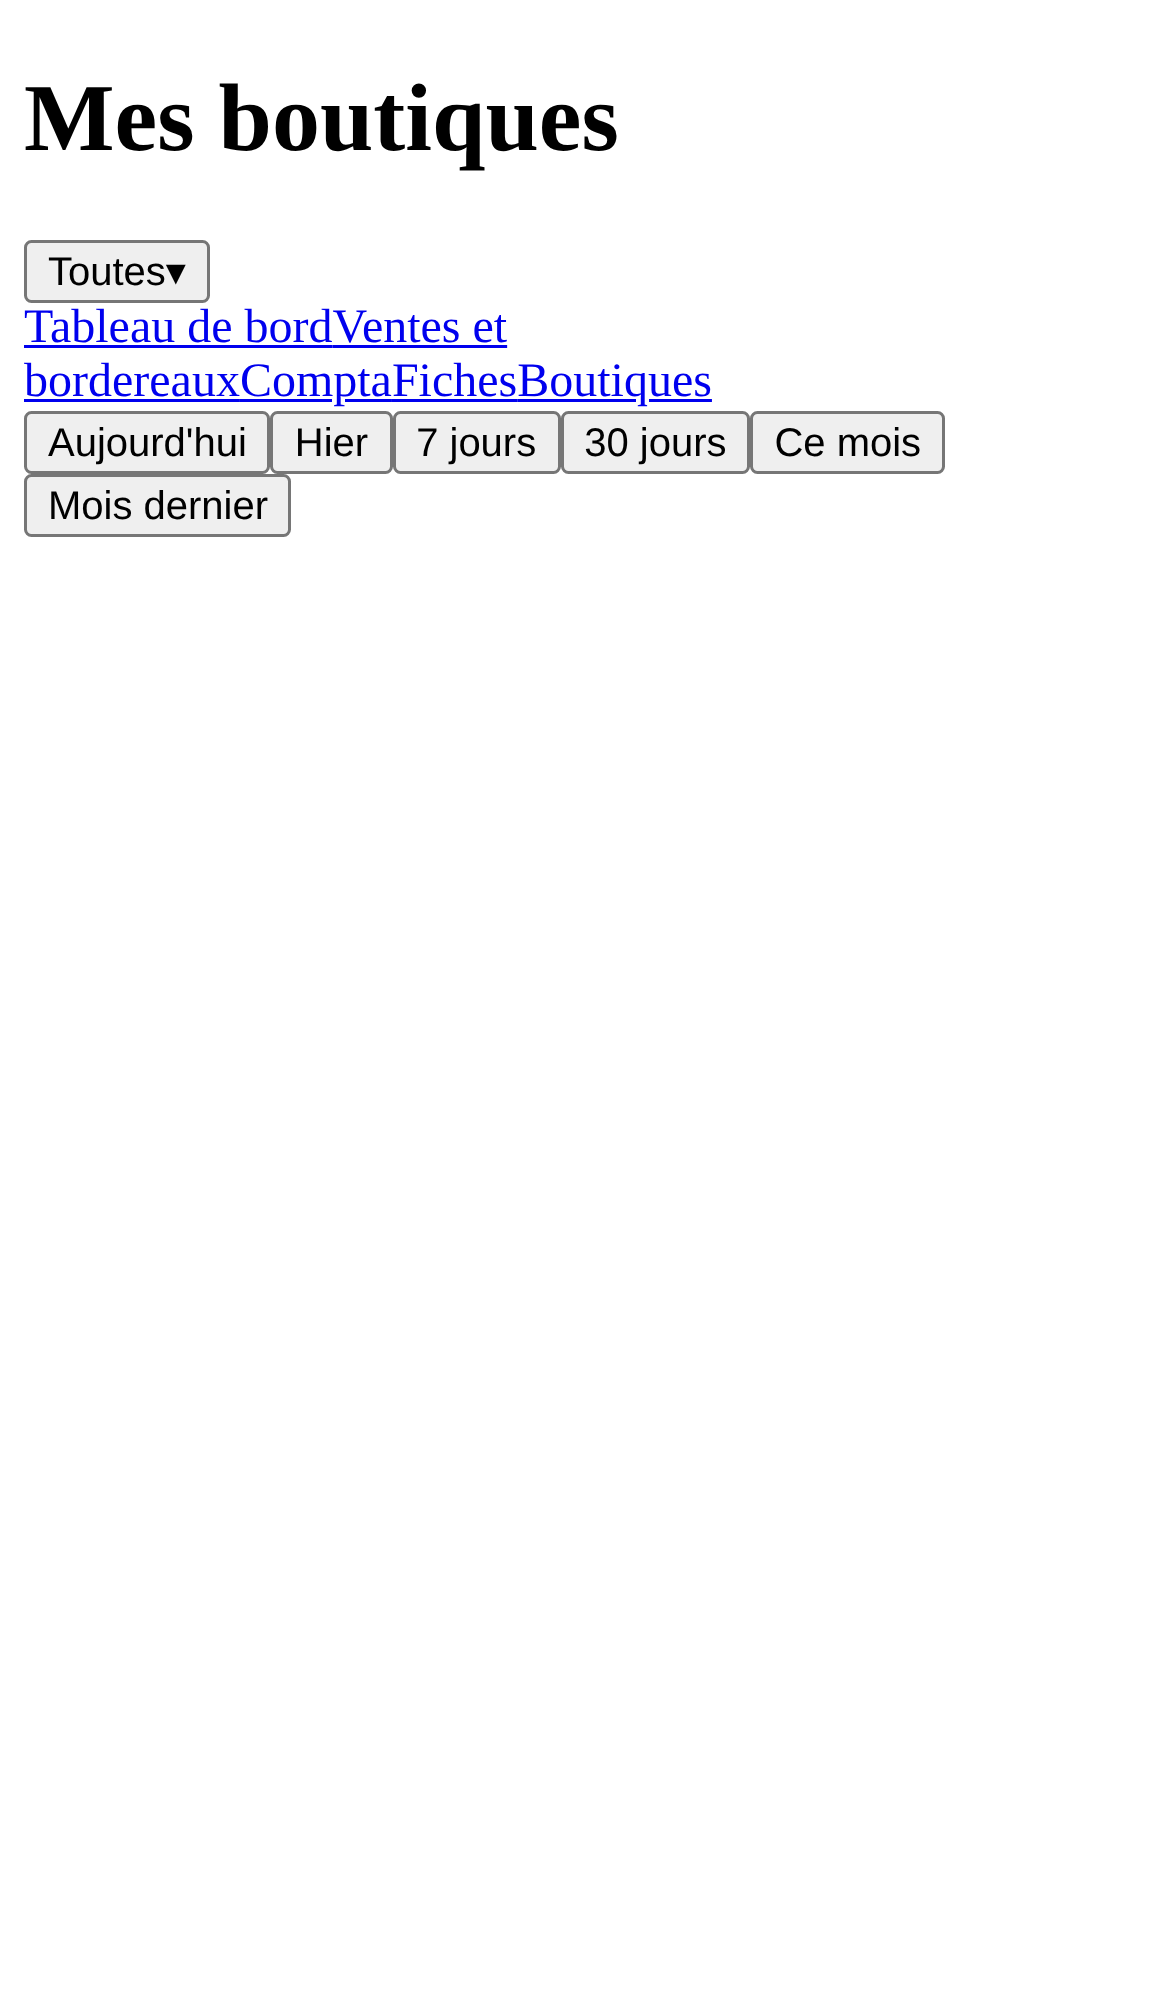 Mes boutiques
Toutes▾
Tableau de bordVentes et
bordereauxComptaFichesBoutiques
Aujourd'hui Hier 7 jours 30 jours Ce mois
Mois dernier